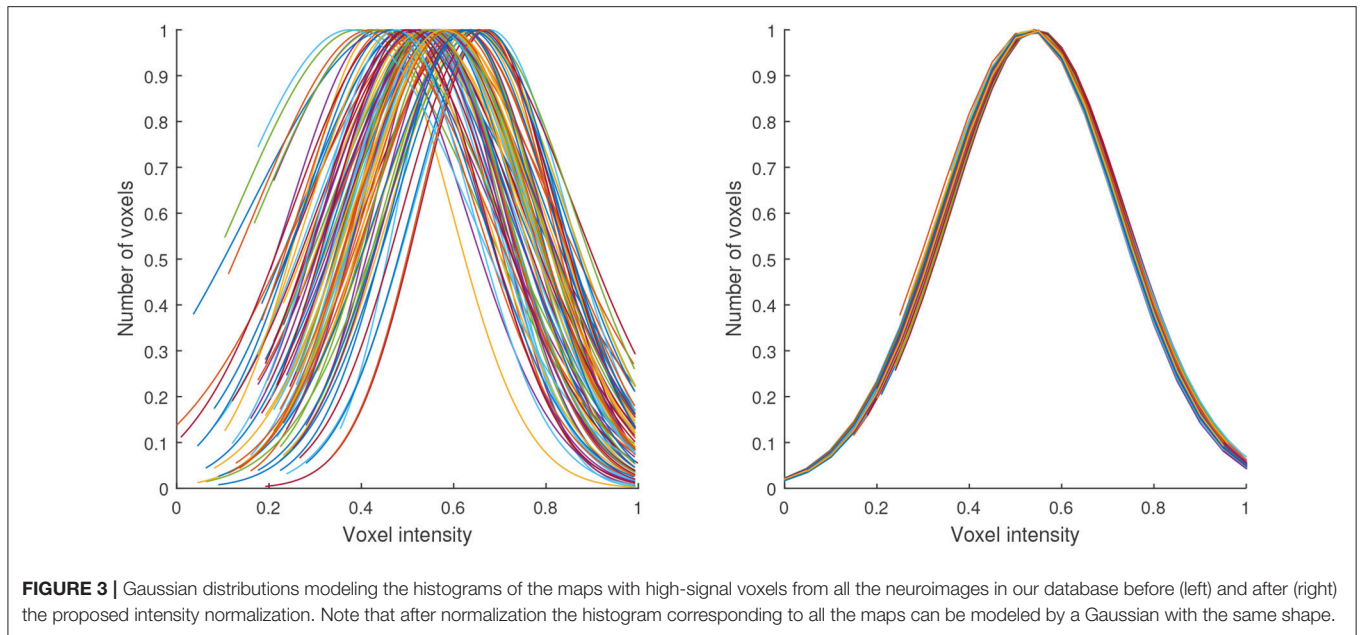 1
0.9
0.8
0.7
0.6
0.5
0.4
0.3
0.2
0.1
0
Number of voxels
0 0.2 0.4 0.6 0.8 1
Voxel intensity
1
0.9
0.8
0.7
0.6
0.5
0.4
0.3
0.2
0.1
0
Number of voxels
0 0.2 0.4 0.6 0.8 1
Voxel intensity
FIGURE 3 | Gaussian distributions modeling the histograms of the maps with high-signal voxels from all the neuroimages in our database before (left) and after (right)
the proposed intensity normalization. Note that after normalization the histogram corresponding to all the maps can be modeled by a Gaussian with the same shape.